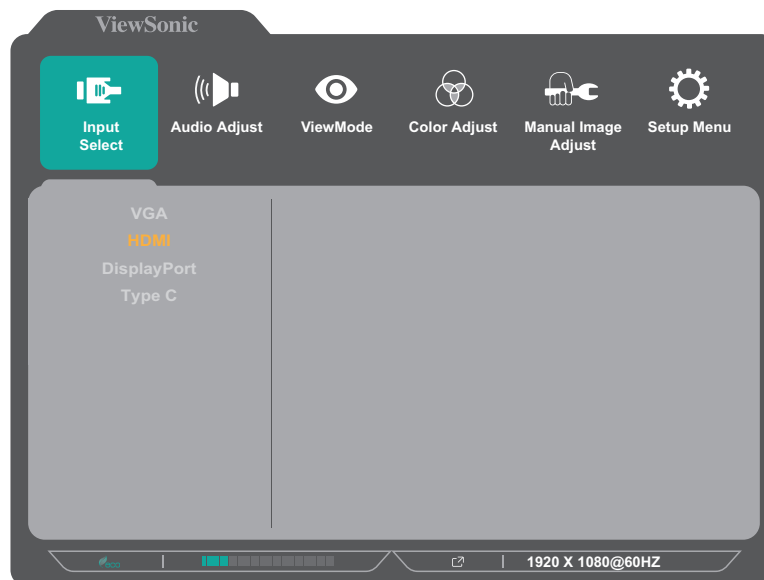 ViewSonic
Input Select
Audio Adjust
ViewMode
Color Adjust
Manual Image Adjust
Setup Menu
VGA
HDMI
DisplayPort
Type C
eco
1920 X 1080@60HZ